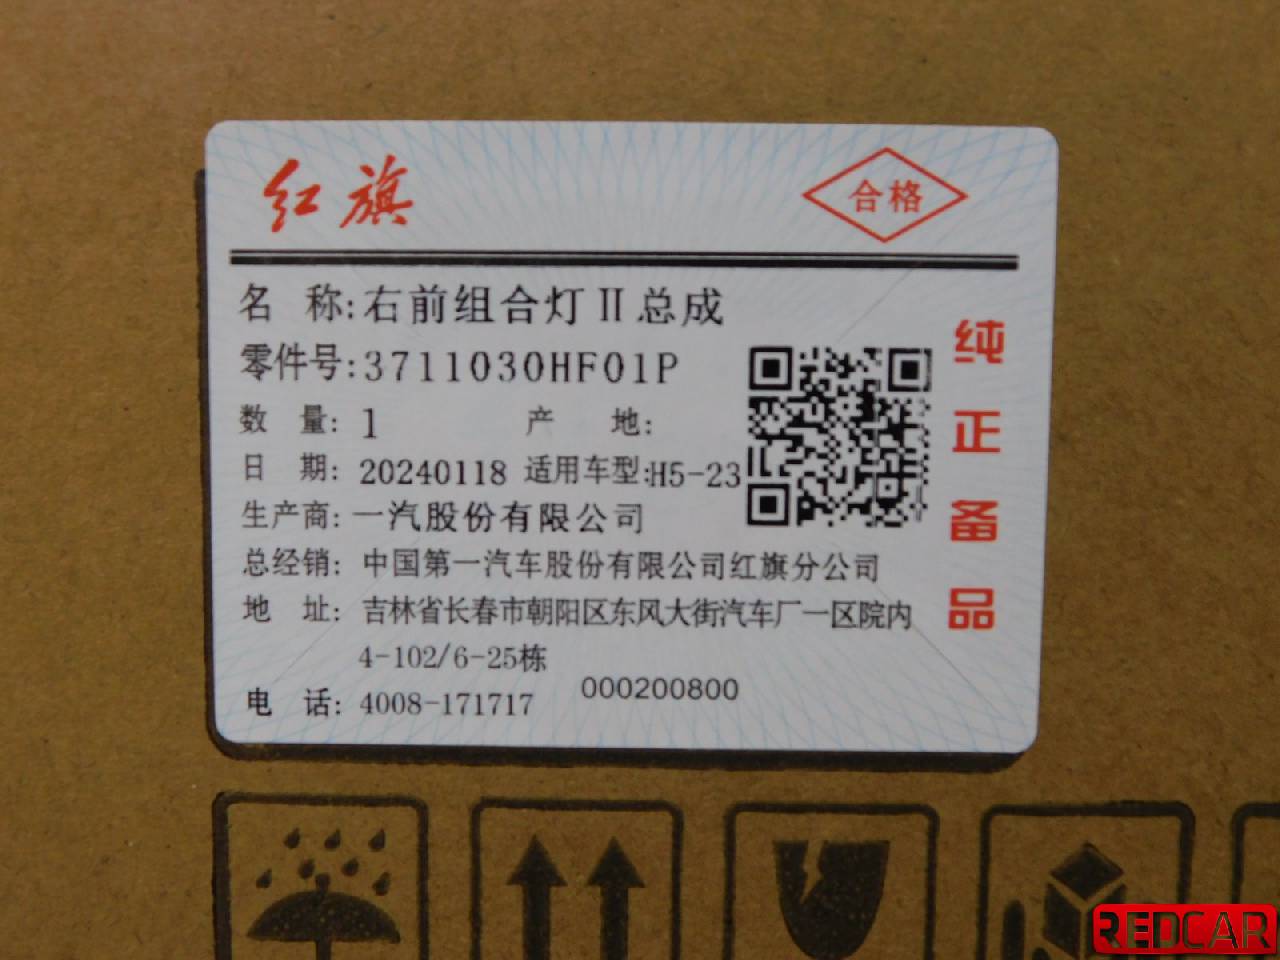 红旗
合格
名 称:右前组合灯II总成
零件号:3711030HF01P
数 量: 1 产 地:
日 期: 20240118 适用车型:H5-23
生产商: 一汽股份有限公司
总经销: 中国第一汽车股份有限公司红旗分公司
地 址: 吉林省长春市朝阳区东风大街汽车厂一区院内
4-102/6-25栋
电 话: 4008-171717 000200800
纯正备品
REDCAR